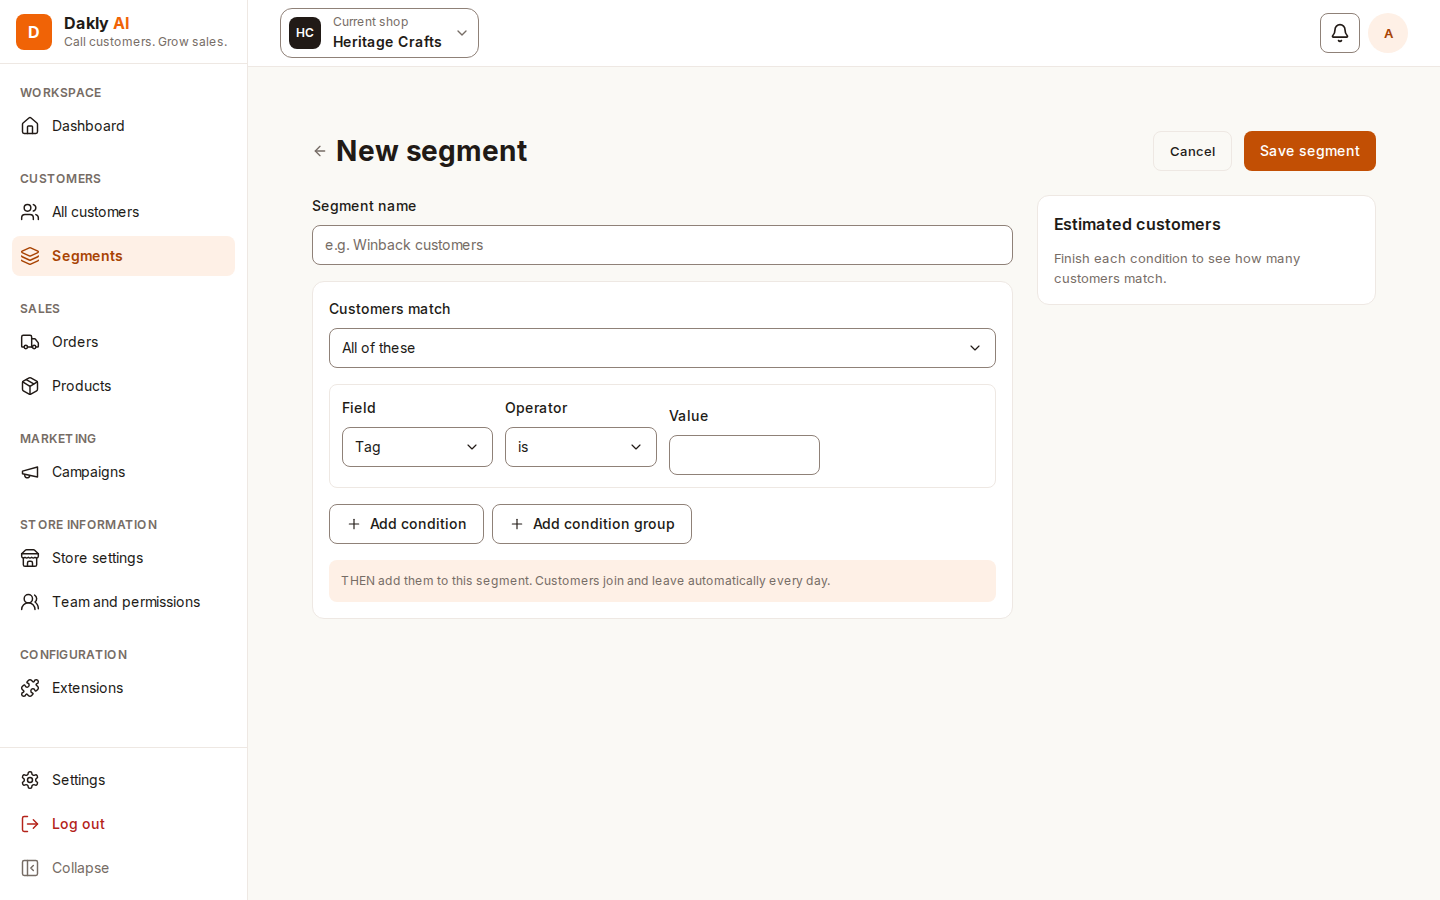 D
Dakly AI
Call customers. Grow sales.
WORKSPACE
Dashboard
CUSTOMERS
All customers
Segments
SALES
Orders
Products
MARKETING
Campaigns
STORE INFORMATION
Store settings
Team and permissions
CONFIGURATION
Extensions
Settings
Log out
Collapse
HC
Current shop
Heritage Crafts
A
New segment
Cancel
Save segment
Segment name
e.g. Winback customers
Customers match
All of these
Field
Operator
Value
Tag
is
Add condition
Add condition group
THEN add them to this segment. Customers join and leave automatically every day.
Estimated customers
Finish each condition to see how many
customers match.